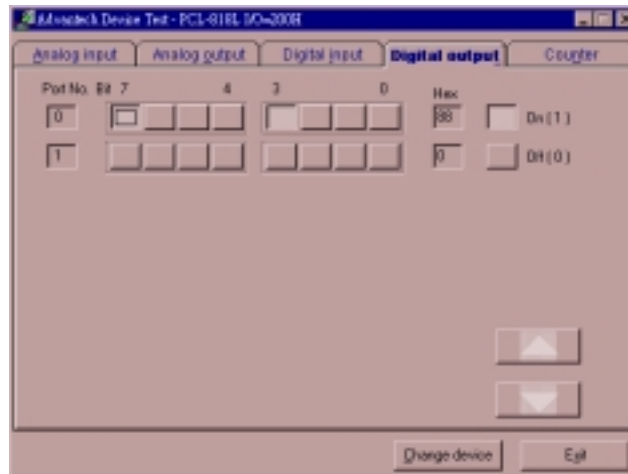 Advantech Device Test - PCL-818L I/O=200H
Analog input Analog output Digital input Digital output Counter
Port No. Bit 7 4 3 0 Hex
0 88 On ( 1 )
1 0 Off ( 0 )
Change device Exit